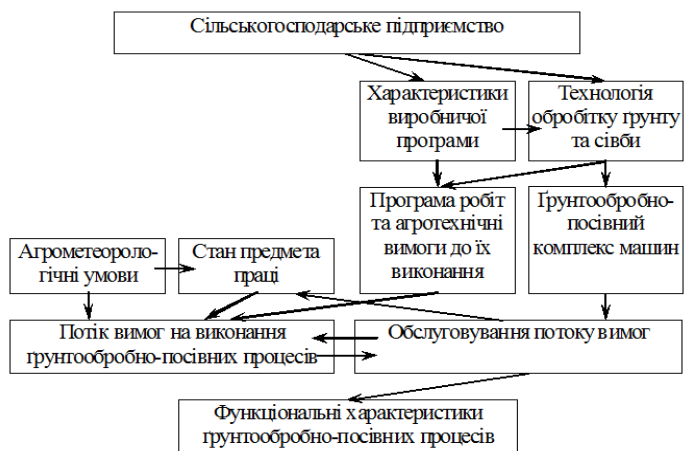 Сільськогосподарське підприємство
Характеристики
виробничої
програми
Технологія
обробітку ґрунту
та сівби
Програма робіт
та агротехнічні
вимоги до їх
виконання
Ґрунтообробно-
посівний
комплекс машин
Агрометеороло-
гічні умови
Стан предмета
праці
Потік вимог на виконання
ґрунтообробно-посівних процесів
Обслуговування потоку вимог
Функціональні характеристики
ґрунтообробно-посівних процесів